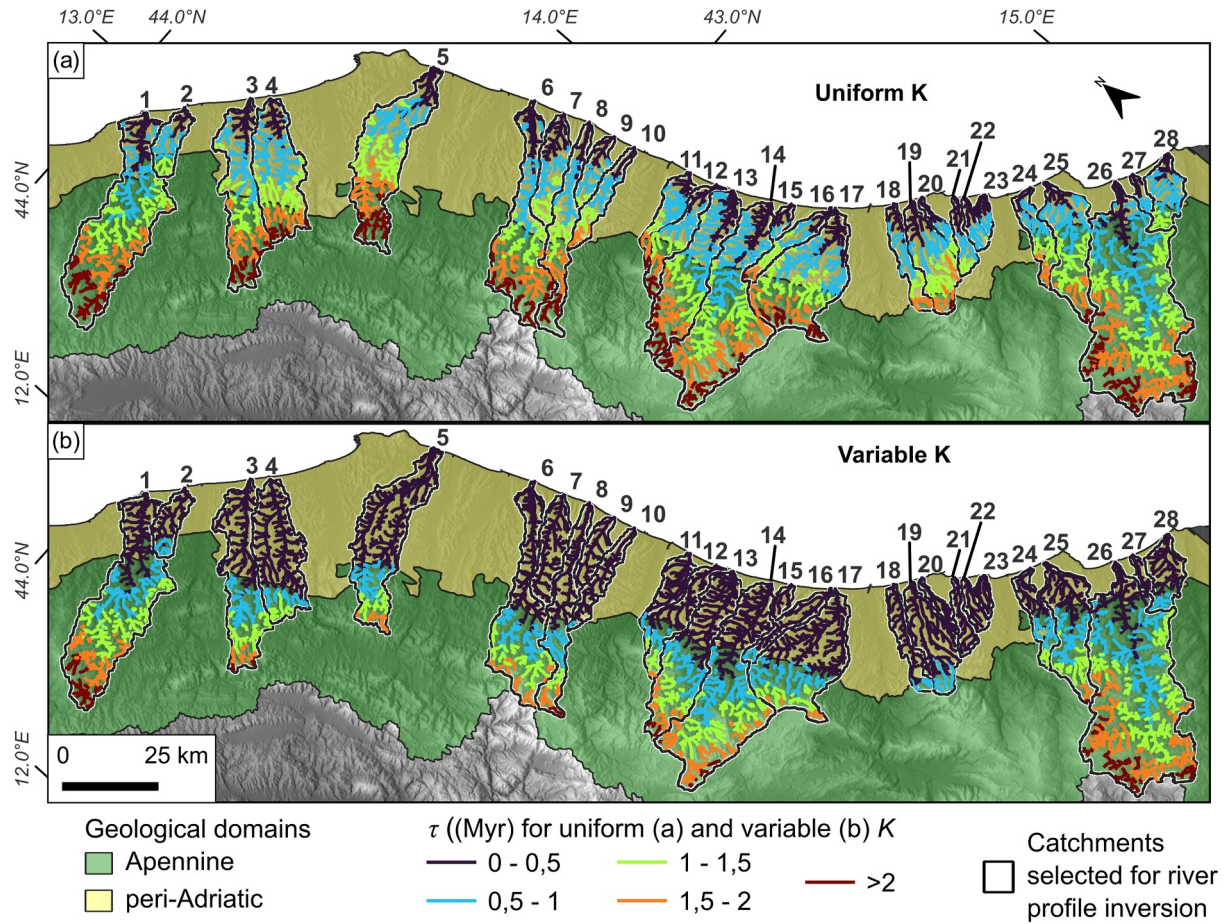 13.0°E 44.0°N 14.0°E 43.0°N 15.0°E
(a)
Uniform K
N
1 2 3 4 5 6 7 8 9 10 11 12 13 14 15 16 17 18 19 20 21 22 23 24 25 26 27 28
44.0°N
12.0°E
(b)
Variable K
1 2 3 4 5 6 7 8 9 10 11 12 13 14 15 16 17 18 19 20 21 22 23 24 25 26 27 28
44.0°N
12.0°E
0 25 km
Geological domains
Apennine
peri-Adriatic
τ ((Myr) for uniform (a) and variable (b) K
0 - 0,5
0,5 - 1
1 - 1,5
1,5 - 2
>2
Catchments
selected for river
profile inversion